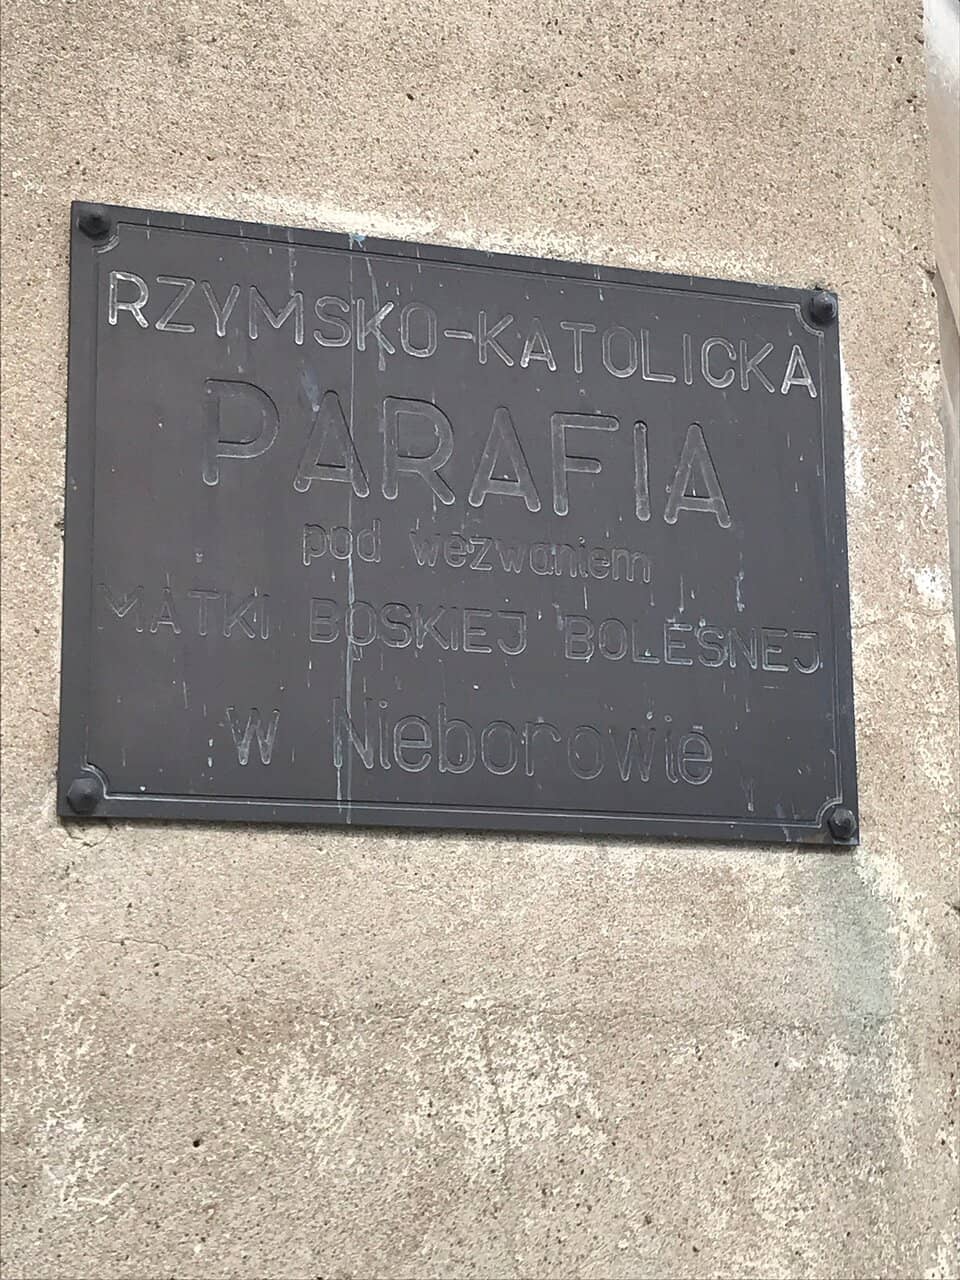 RZYMSKO-KATOLICKA
PARAFIA
pod wezwaniem
MATKI BOSKIEJ BOLESNEJ
w Nieborowie